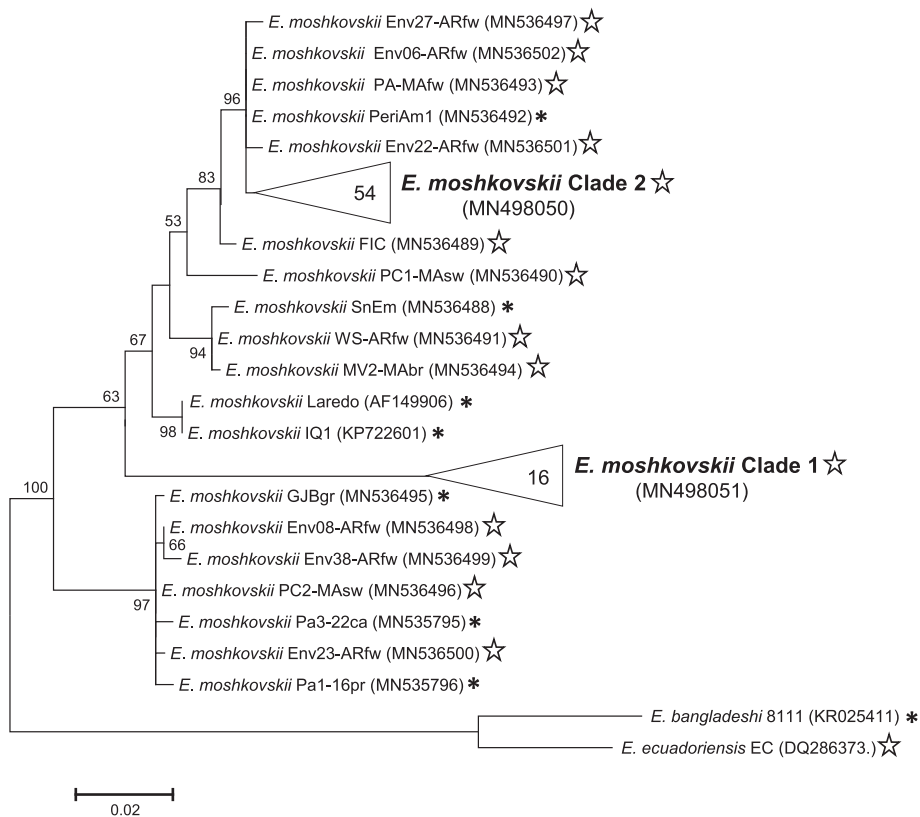 E. moshkovskii Env27-ARfw (MN536497) ☆
E. moshkovskii Env06-ARfw (MN536502) ☆
E. moshkovskii PA-MAfw (MN536493) ☆
96
E. moshkovskii PeriAm1 (MN536492) *
E. moshkovskii Env22-ARfw (MN536501) ☆
83
54
E. moshkovskii Clade 2 ☆
(MN498050)
53
E. moshkovskii FIC (MN536489) ☆
E. moshkovskii PC1-MAsw (MN536490) ☆
E. moshkovskii SnEm (MN536488) *
67
E. moshkovskii WS-ARfw (MN536491) ☆
94
E. moshkovskii MV2-MAbr (MN536494) ☆
63
E. moshkovskii Laredo (AF149906) *
98
E. moshkovskii IQ1 (KP722601) *
16
E. moshkovskii Clade 1 ☆
(MN498051)
100
E. moshkovskii GJBgr (MN536495) *
E. moshkovskii Env08-ARfw (MN536498) ☆
66
E. moshkovskii Env38-ARfw (MN536499) ☆
E. moshkovskii PC2-MAsw (MN536496) ☆
97
E. moshkovskii Pa3-22ca (MN535795) *
E. moshkovskii Env23-ARfw (MN536500) ☆
E. moshkovskii Pa1-16pr (MN535796) *
E. bangladeshi 8111 (KR025411) *
E. ecuadoriensis EC (DQ286373.) ☆
0.02